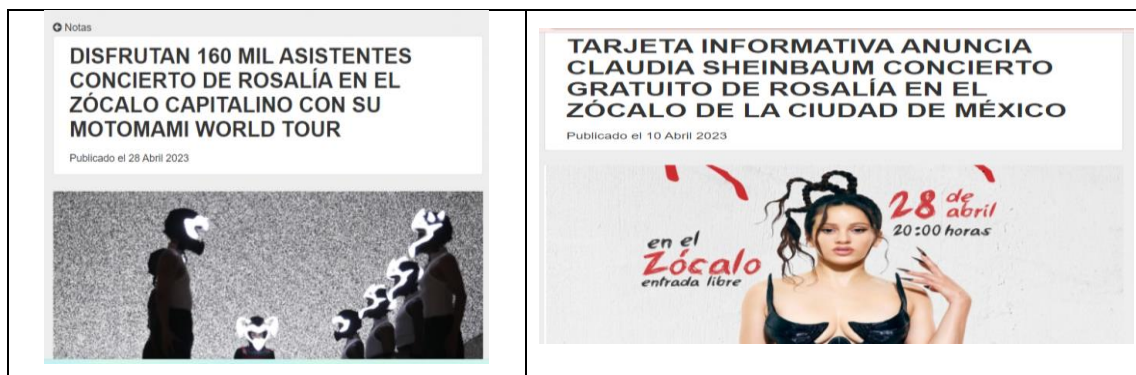 Notas
DISFRUTAN 160 MIL ASISTENTES
CONCIERTO DE ROSALÍA EN EL
ZÓCALO CAPITALINO CON SU
MOTOMAMI WORLD TOUR
Publicado el 28 Abril 2023
TARJETA INFORMATIVA ANUNCIA
CLAUDIA SHEINBAUM CONCIERTO
GRATUITO DE ROSALÍA EN EL
ZÓCALO DE LA CIUDAD DE MÉXICO
Publicado el 10 Abril 2023
28 de
abril
20:00 horas
en el
Zócalo
entrada libre